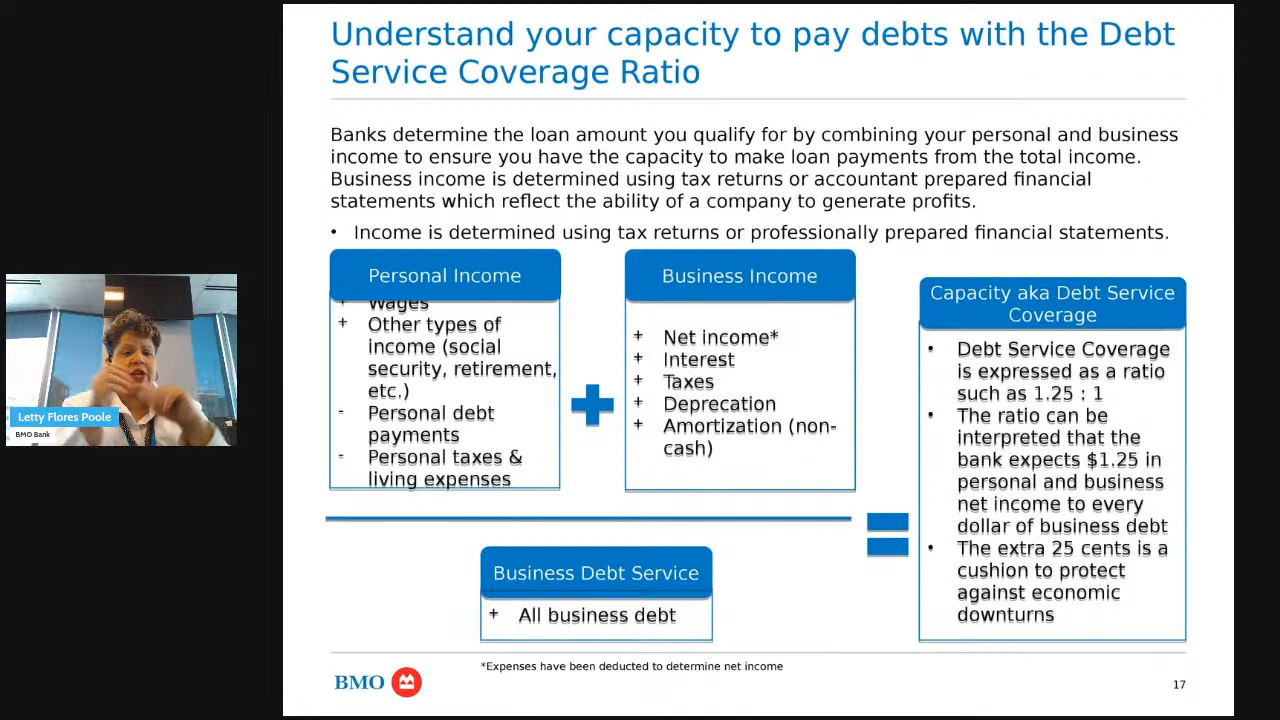 Understand your capacity to pay debts with the Debt
Service Coverage Ratio
Banks determine the loan amount you qualify for by combining your personal and business
income to ensure you have the capacity to make loan payments from the total income.
Business income is determined using tax returns or accountant prepared financial
statements which reflect the ability of a company to generate profits.
• Income is determined using tax returns or professionally prepared financial statements.
Personal Income
+ Wages
+ Other types of
income (social
security, retirement,
etc.)
- Personal debt
payments
- Personal taxes &
living expenses
Business Income
+ Net income*
+ Interest
+ Taxes
+ Deprecation
+ Amortization (non-
cash)
Business Debt Service
+ All business debt
Capacity aka Debt Service
Coverage
• Debt Service Coverage
is expressed as a ratio
such as 1.25 : 1
• The ratio can be
interpreted that the
bank expects $1.25 in
personal and business
net income to every
dollar of business debt
• The extra 25 cents is a
cushion to protect
against economic
downturns
*Expenses have been deducted to determine net income
BMO
17
Letty Flores Poole
BMO Bank